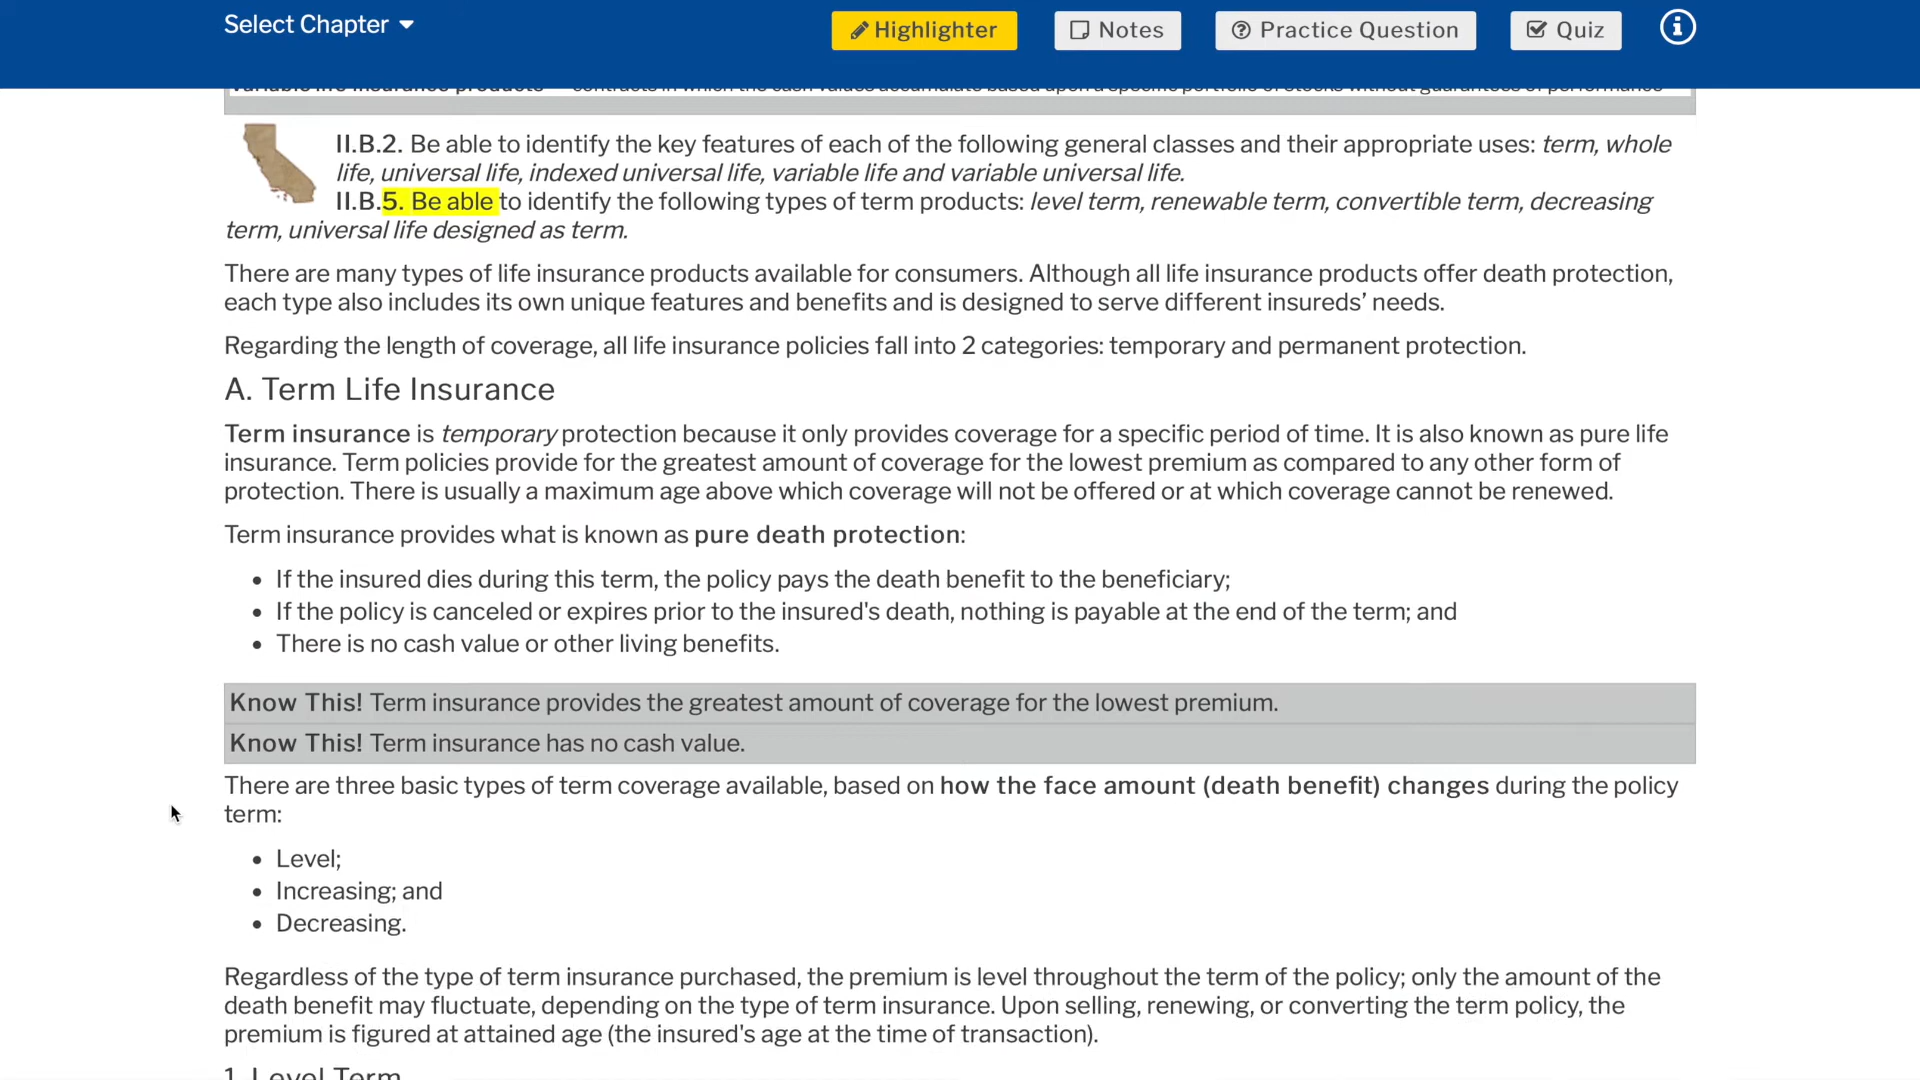 Select Chapter
Highlighter
Notes
Practice Question
Quiz
II.B.2. Be able to identify the key features of each of the following general classes and their appropriate uses: term, whole
life, universal life, indexed universal life, variable life and variable universal life.
II.B.5. Be able to identify the following types of term products: level term, renewable term, convertible term, decreasing
term, universal life designed as term.
There are many types of life insurance products available for consumers. Although all life insurance products offer death protection,
each type also includes its own unique features and benefits and is designed to serve different insureds’ needs.
Regarding the length of coverage, all life insurance policies fall into 2 categories: temporary and permanent protection.
A. Term Life Insurance
Term insurance is temporary protection because it only provides coverage for a specific period of time. It is also known as pure life
insurance. Term policies provide for the greatest amount of coverage for the lowest premium as compared to any other form of
protection. There is usually a maximum age above which coverage will not be offered or at which coverage cannot be renewed.
Term insurance provides what is known as pure death protection:
• If the insured dies during this term, the policy pays the death benefit to the beneficiary;
• If the policy is canceled or expires prior to the insured's death, nothing is payable at the end of the term; and
• There is no cash value or other living benefits.
Know This! Term insurance provides the greatest amount of coverage for the lowest premium.
Know This! Term insurance has no cash value.
There are three basic types of term coverage available, based on how the face amount (death benefit) changes during the policy
term:
• Level;
• Increasing; and
• Decreasing.
Regardless of the type of term insurance purchased, the premium is level throughout the term of the policy; only the amount of the
death benefit may fluctuate, depending on the type of term insurance. Upon selling, renewing, or converting the term policy, the
premium is figured at attained age (the insured's age at the time of transaction).
1. Level Term